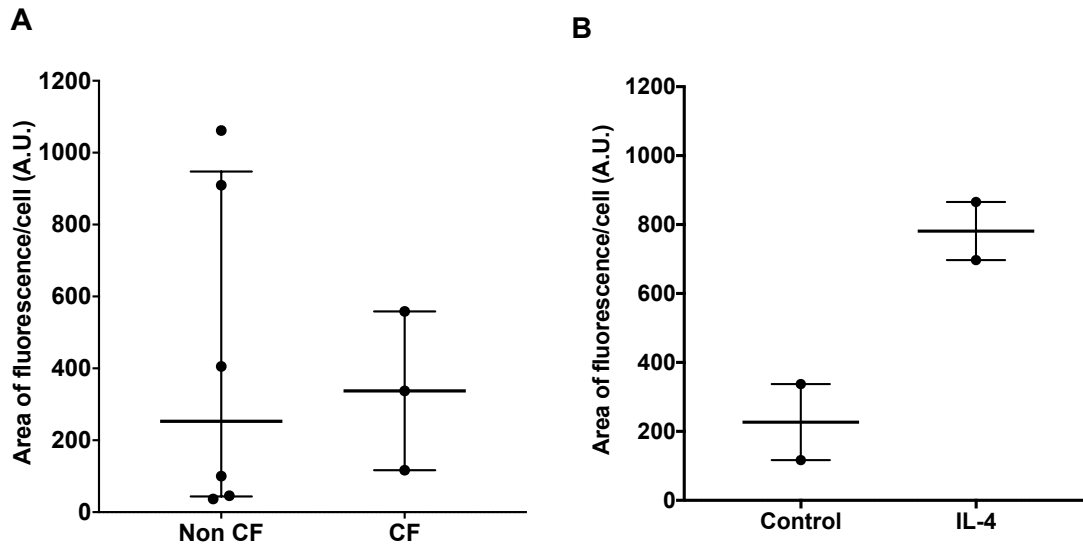 A
Area of fluorescence/cell (A.U.)
1200
1000
800
600
400
200
0
Non CF
CF
B
Area of fluorescence/cell (A.U.)
1200
1000
800
600
400
200
0
Control
IL-4